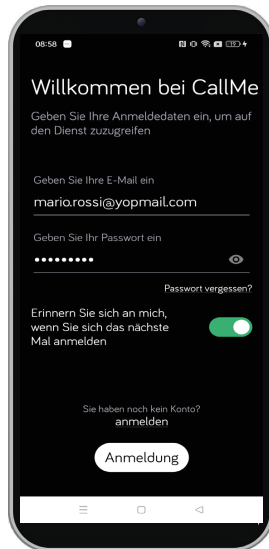 08:58
Willkommen bei CallMe
Geben Sie Ihre Anmeldedaten ein, um auf
den Dienst zuzugreifen
Geben Sie Ihre E-Mail ein
mario.rossi@yopmail.com
Geben Sie Ihr Passwort ein
•••••••••
Passwort vergessen?
Erinnern Sie sich an mich,
wenn Sie sich das nächste
Mal anmelden
Sie haben noch kein Konto?
anmelden
Anmeldung